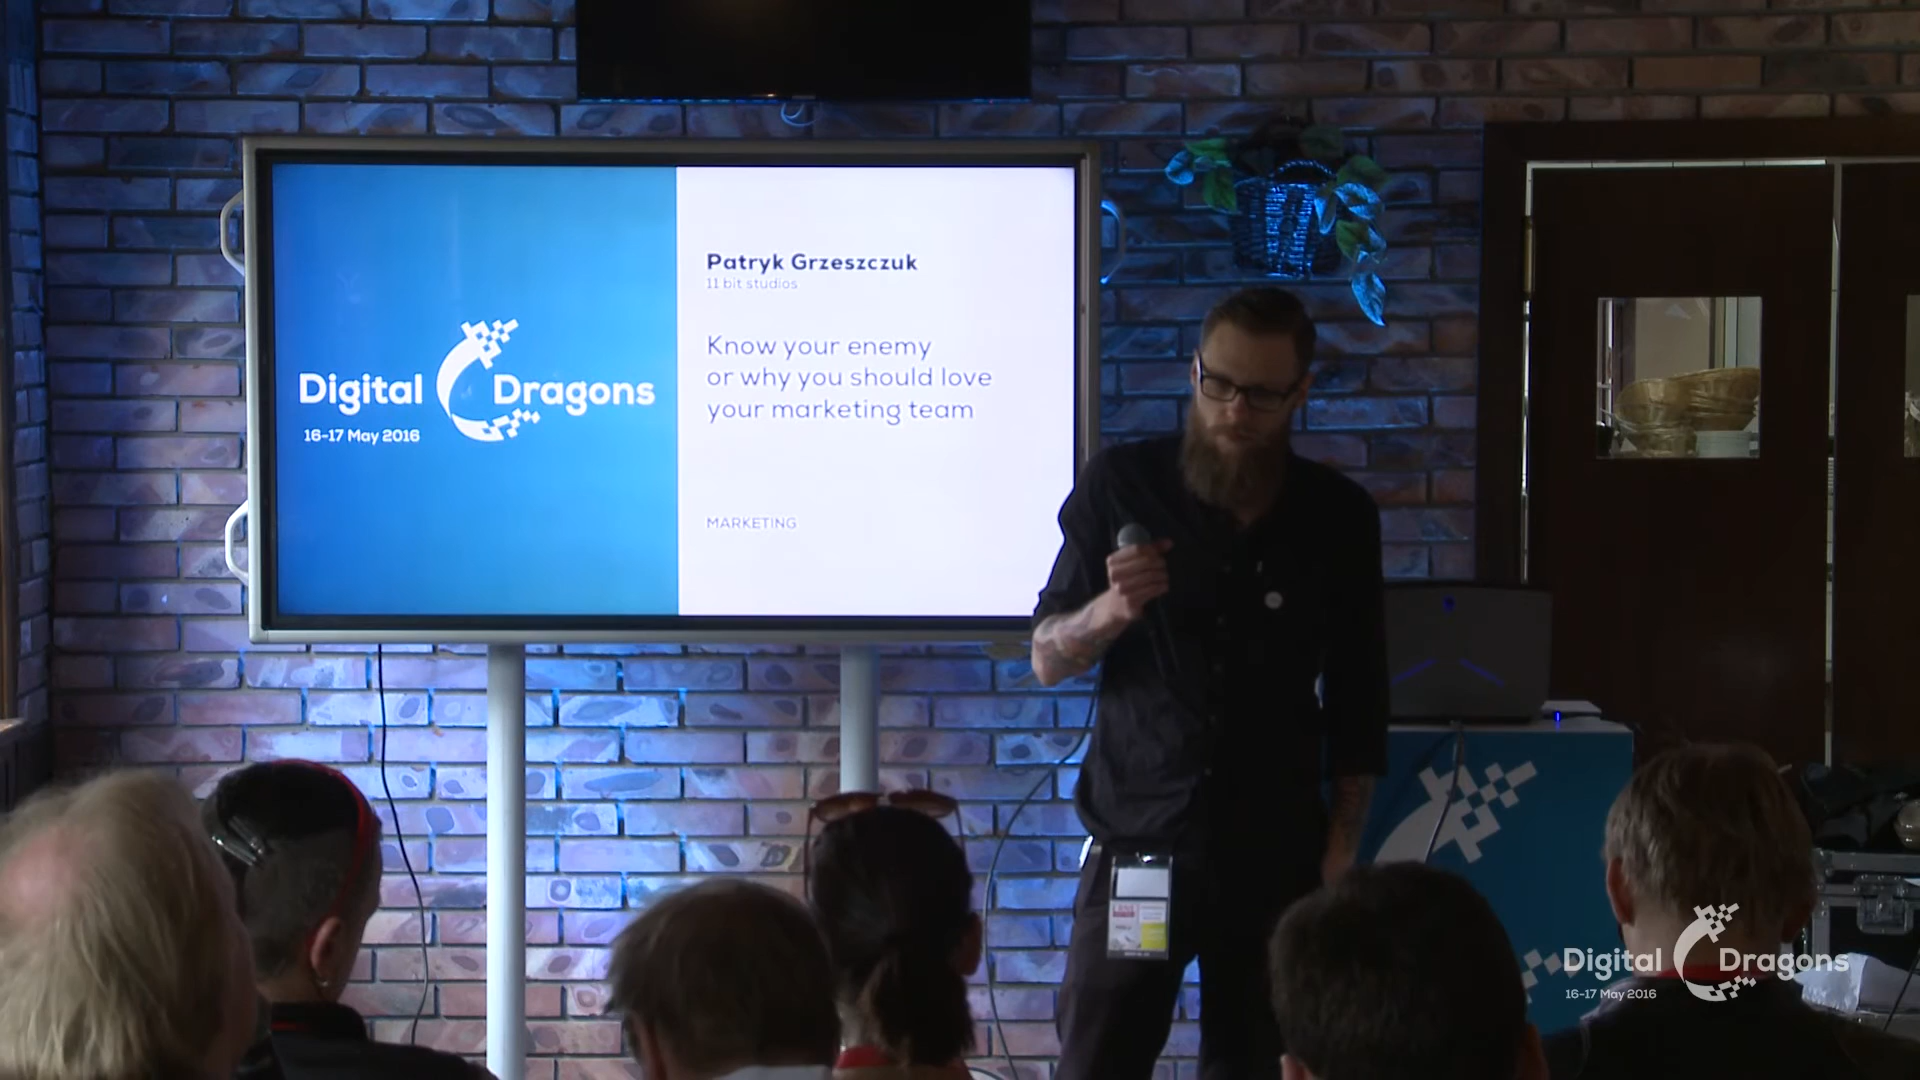 Digital Dragons
16-17 May 2016
Patryk Grzeszczuk
11 bit studios
Know your enemy
or why you should love
your marketing team
MARKETING
Digital Dragons
16-17 May 2016